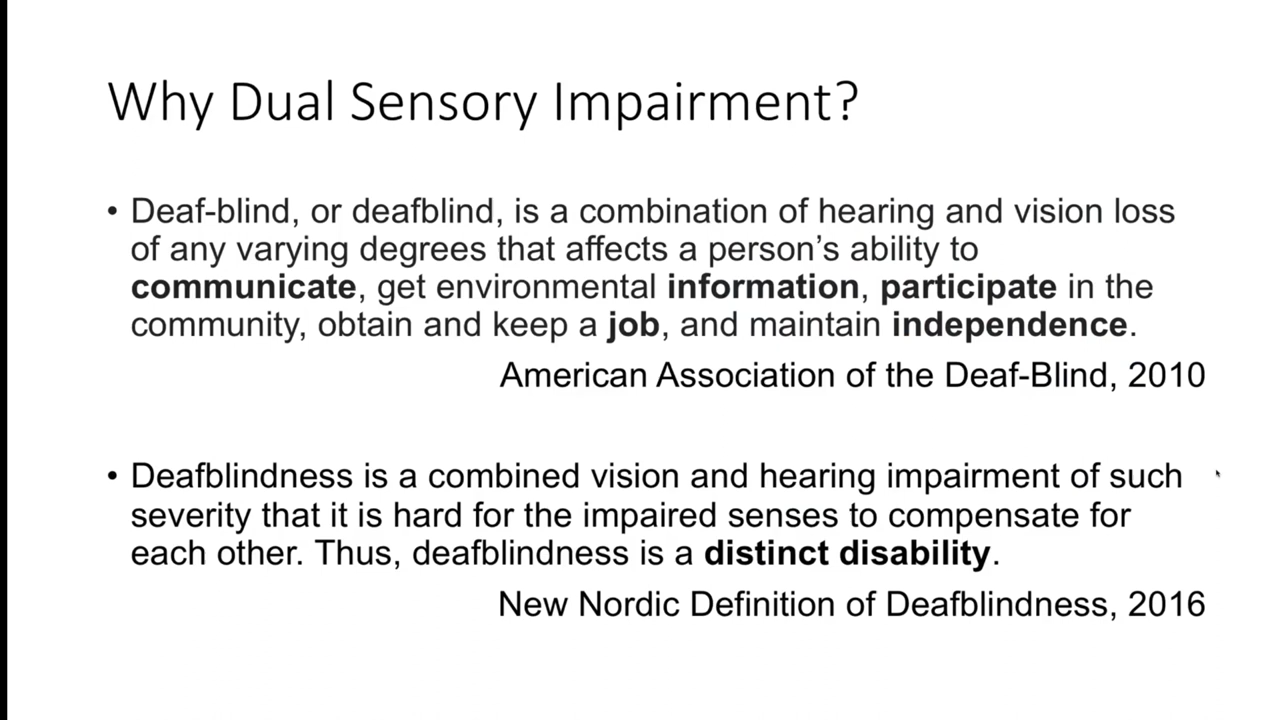 Why Dual Sensory Impairment?
• Deaf-blind, or deafblind, is a combination of hearing and vision loss
of any varying degrees that affects a person’s ability to
communicate, get environmental information, participate in the
community, obtain and keep a job, and maintain independence.
American Association of the Deaf-Blind, 2010
• Deafblindness is a combined vision and hearing impairment of such
severity that it is hard for the impaired senses to compensate for
each other. Thus, deafblindness is a distinct disability.
New Nordic Definition of Deafblindness, 2016